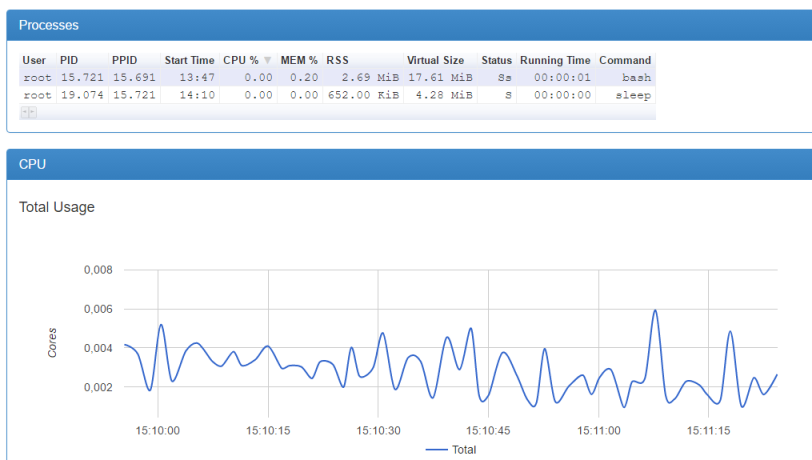 Processes
User PID PPID Start Time CPU % MEM % RSS Virtual Size Status Running Time Command
root 15.721 15.691 13:47 0.00 0.20 2.69 MiB 17.61 MiB Ss 00:00:01 bash
root 19.074 15.721 14:10 0.00 0.00 652.00 KiB 4.28 MiB S 00:00:00 sleep
CPU
Total Usage
0,008
0,006
0,004
0,002
Cores
15:10:00 15:10:15 15:10:30 15:10:45 15:11:00 15:11:15
Total